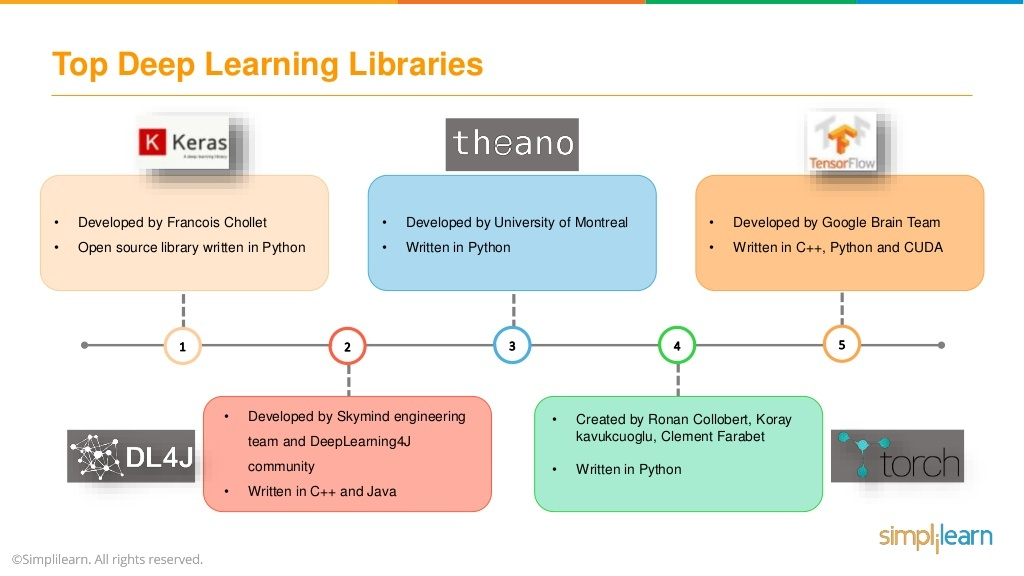 Top Deep Learning Libraries
K Keras
A deep learning library
theano
TensorFlow
• Developed by Francois Chollet
• Open source library written in Python
• Developed by University of Montreal
• Written in Python
• Developed by Google Brain Team
• Written in C++, Python and CUDA
1
2
3
4
5
DL4J
• Developed by Skymind engineering
team and DeepLearning4J
community
• Written in C++ and Java
• Created by Ronan Collobert, Koray
kavukcuoglu, Clement Farabet
• Written in Python
torch
simplilearn
©Simplilearn. All rights reserved.